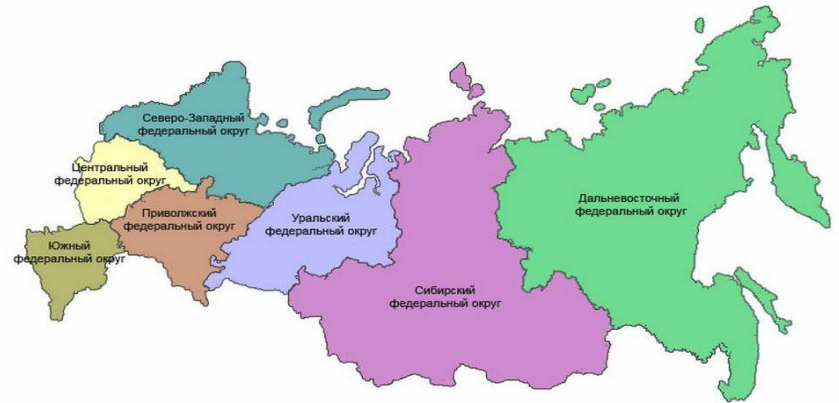 Северо-Западный
федеральный округ
Центральный
федеральный округ
Приволжский
федеральный округ
Южный
федеральный округ
Уральский
федеральный округ
Сибирский
федеральный округ
Дальневосточный
федеральный округ